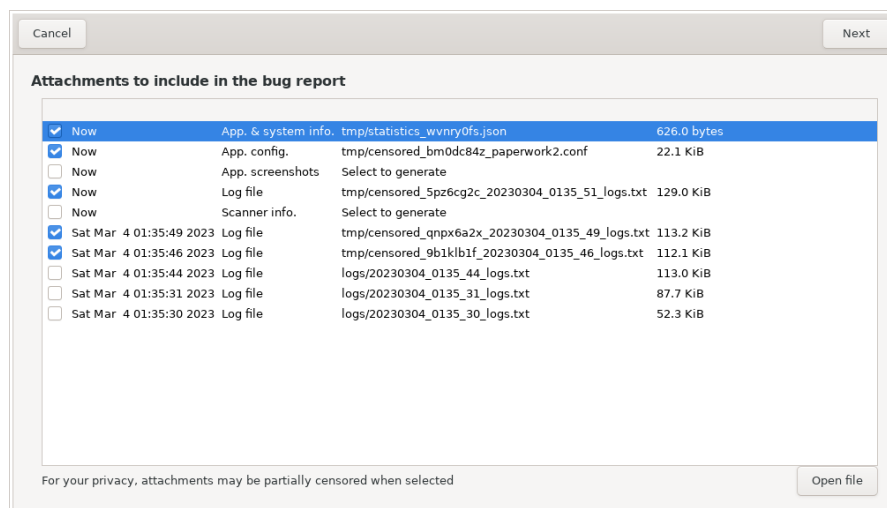 Cancel Next
Attachments to include in the bug report
Now App. & system info. tmp/statistics_wvnry0fs.json 626.0 bytes
Now App. config. tmp/censored_bm0dc84z_paperwork2.conf 22.1 KiB
Now App. screenshots Select to generate
Now Log file tmp/censored_5pz6cg2c_20230304_0135_51_logs.txt 129.0 KiB
Now Scanner info. Select to generate
Sat Mar 4 01:35:49 2023 Log file tmp/censored_qnpx6a2x_20230304_0135_49_logs.txt 113.2 KiB
Sat Mar 4 01:35:46 2023 Log file tmp/censored_9b1klb1f_20230304_0135_46_logs.txt 112.1 KiB
Sat Mar 4 01:35:44 2023 Log file logs/20230304_0135_44_logs.txt 113.0 KiB
Sat Mar 4 01:35:31 2023 Log file logs/20230304_0135_31_logs.txt 87.7 KiB
Sat Mar 4 01:35:30 2023 Log file logs/20230304_0135_30_logs.txt 52.3 KiB
For your privacy, attachments may be partially censored when selected Open file